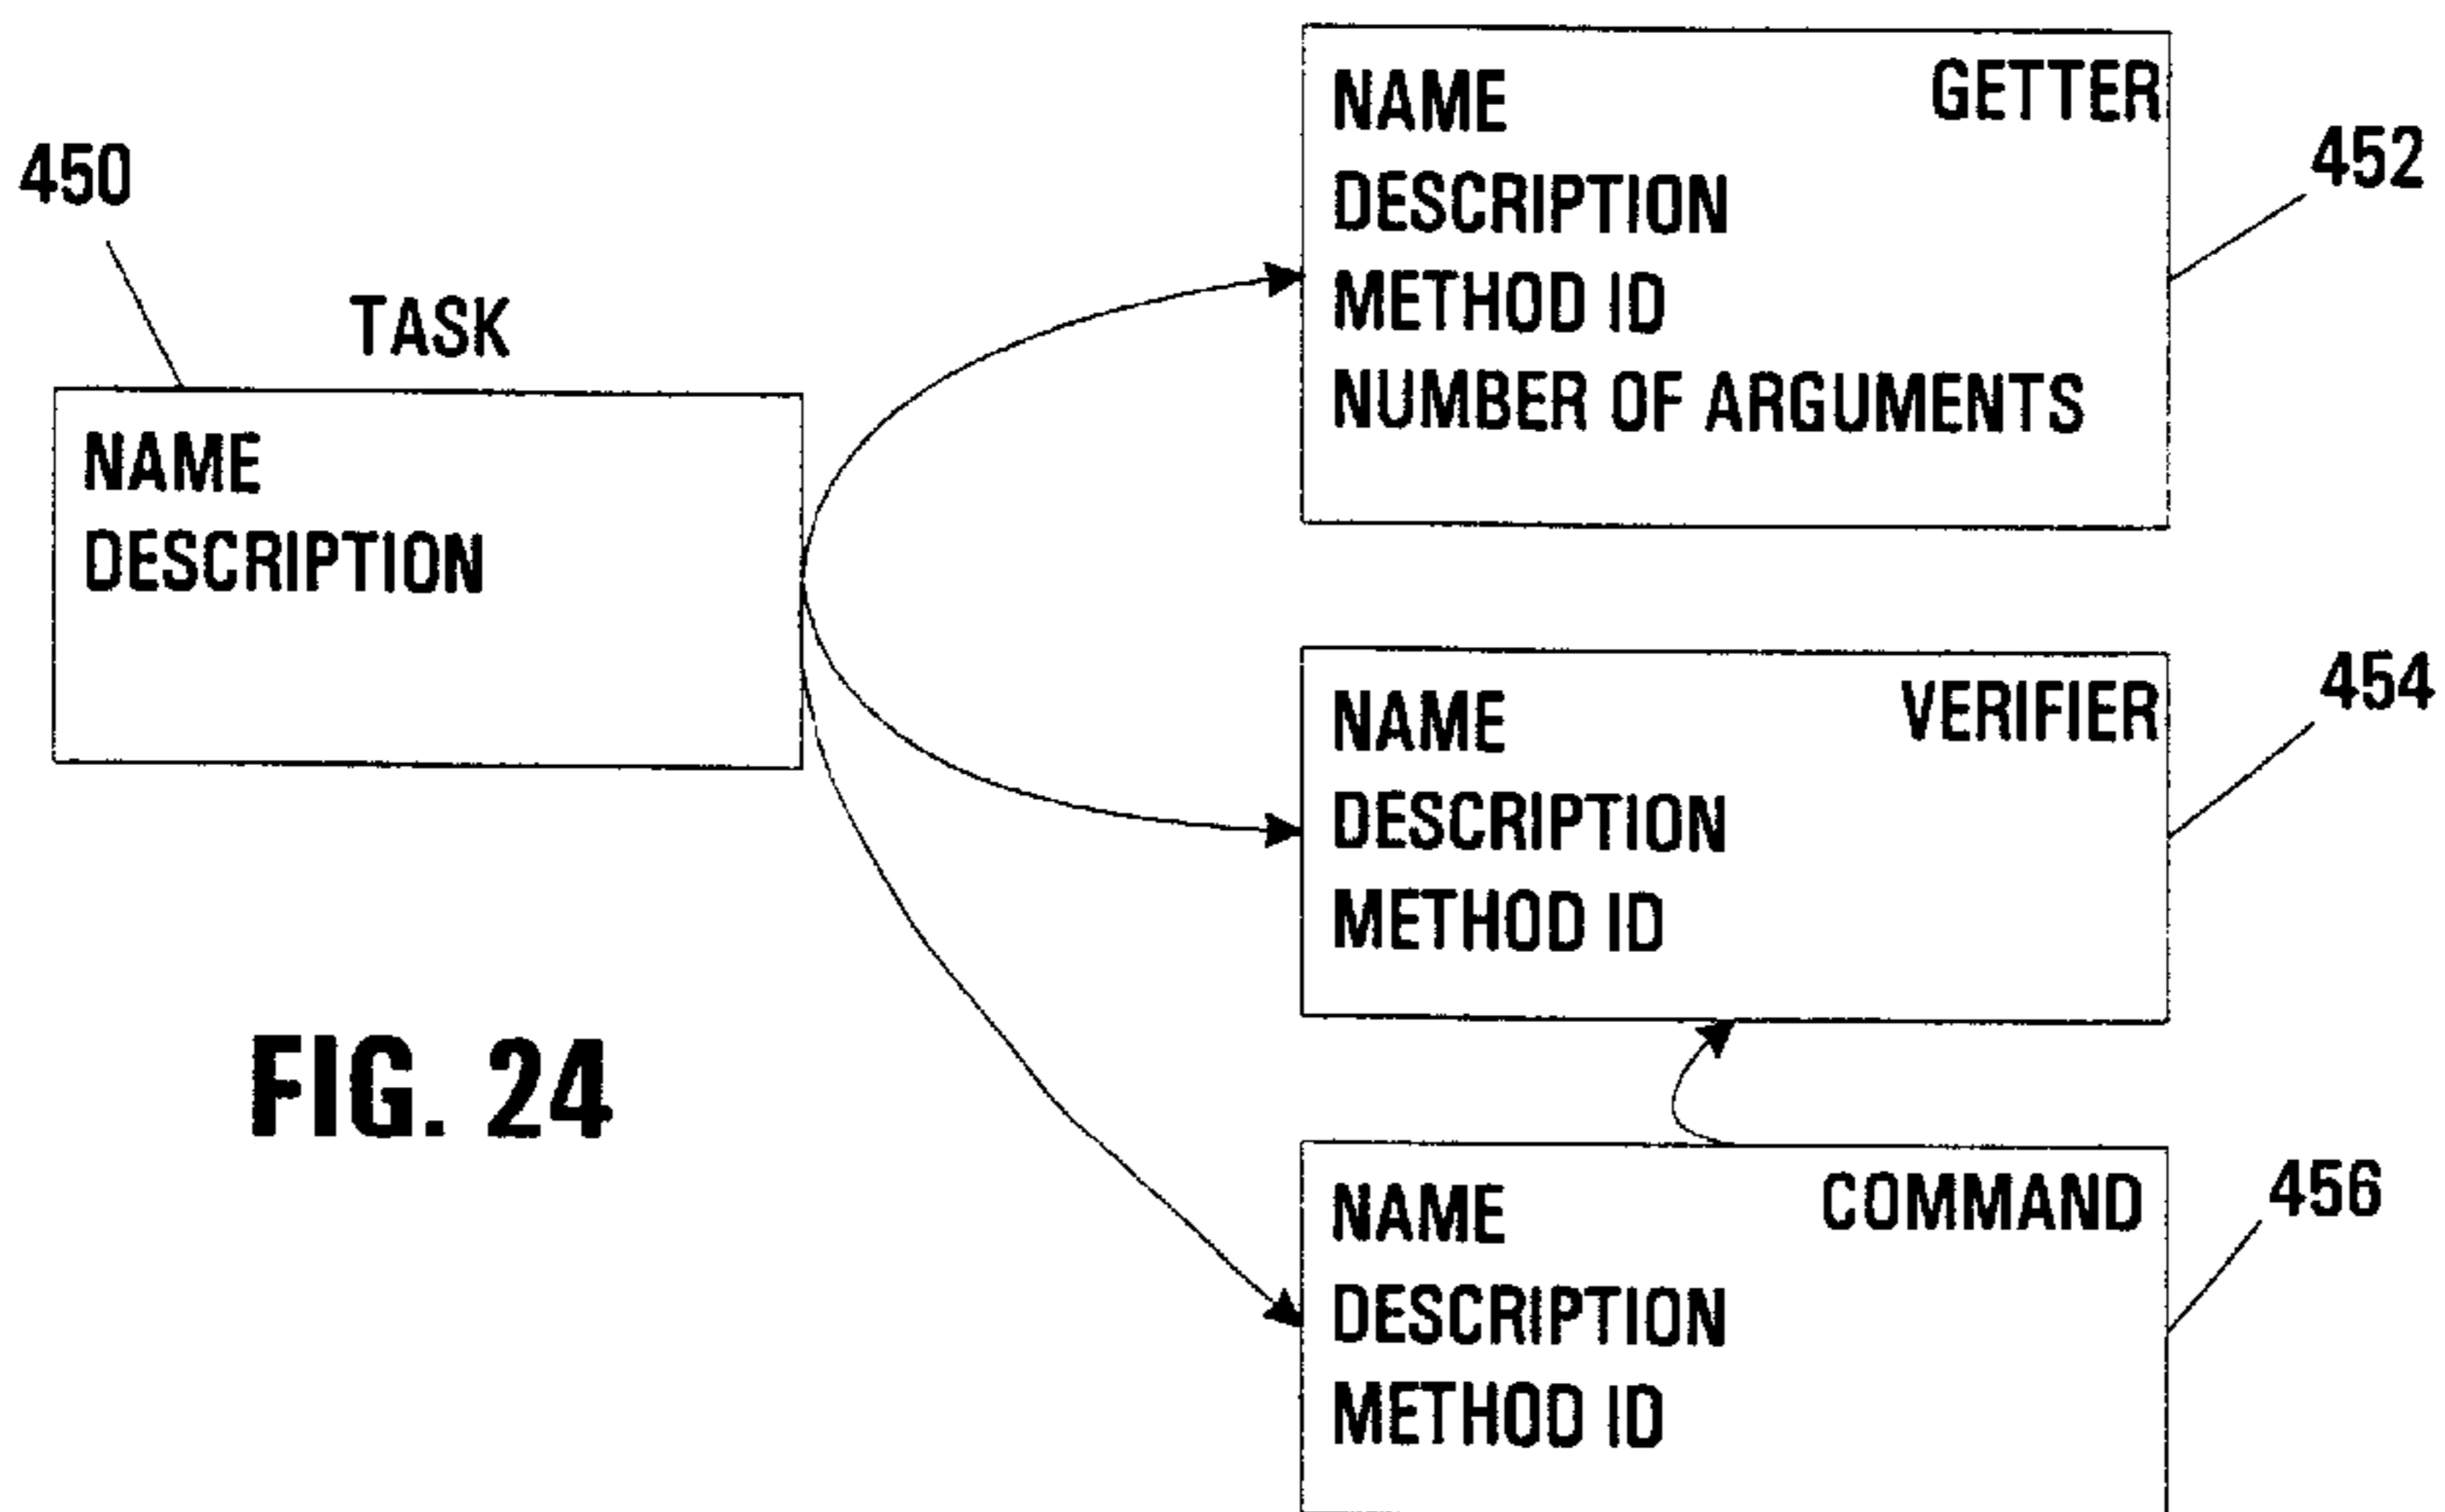 450
TASK
NAME
DESCRIPTION
GETTER
NAME
DESCRIPTION
METHOD ID
NUMBER OF ARGUMENTS
452
VERIFIER
NAME
DESCRIPTION
METHOD ID
454
COMMAND
NAME
DESCRIPTION
METHOD ID
456
FIG. 24